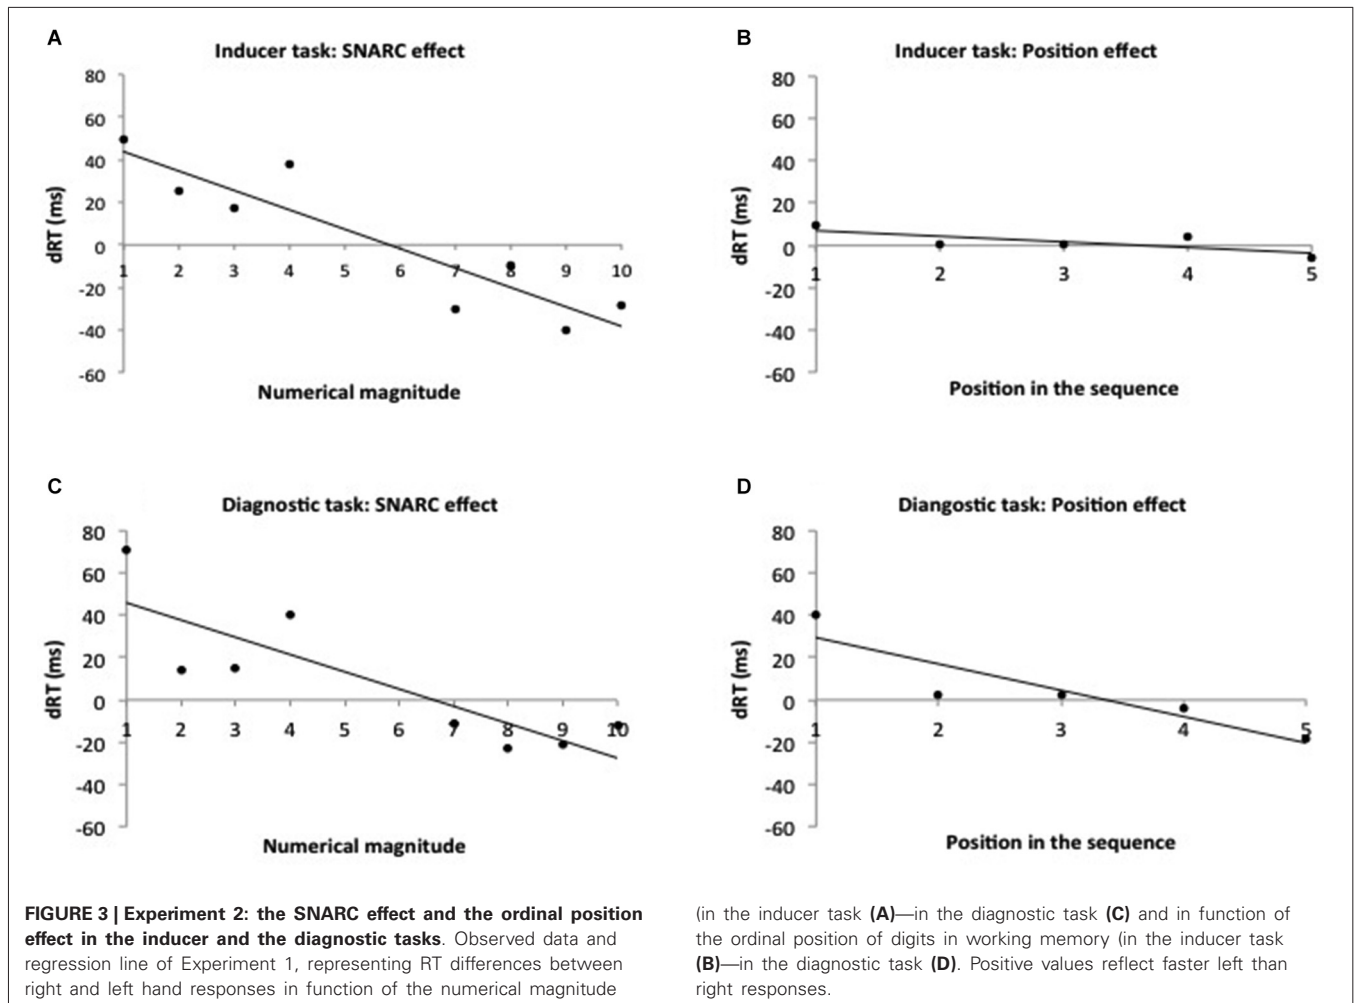 A
Inducer task: SNARC effect
80
60
40
20
0
-20
-40
-60
dRT (ms)
1 2 3 4 5 6 7 8 9 10
Numerical magnitude
B
Inducer task: Position effect
80
60
40
20
0
-20
-40
-60
dRT (ms)
1 2 3 4 5
Position in the sequence
C
Diagnostic task: SNARC effect
80
60
40
20
0
-20
-40
-60
dRT (ms)
1 2 3 4 5 6 7 8 9 10
Numerical magnitude
D
Diangostic task: Position effect
80
60
40
20
0
-20
-40
-60
dRT (ms)
1 2 3 4 5
Position in the sequence
FIGURE 3 | Experiment 2: the SNARC effect and the ordinal position
effect in the inducer and the diagnostic tasks. Observed data and
regression line of Experiment 1, representing RT differences between
right and left hand responses in function of the numerical magnitude
(in the inducer task (A)—in the diagnostic task (C) and in function of
the ordinal position of digits in working memory (in the inducer task
(B)—in the diagnostic task (D). Positive values reflect faster left than
right responses.